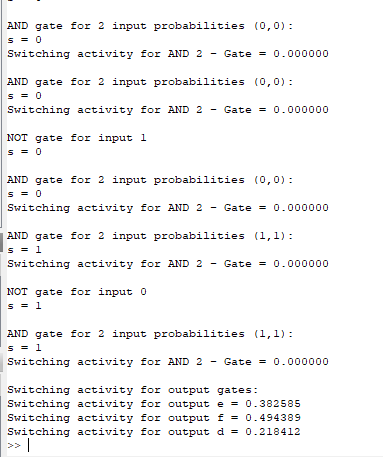 AND gate for 2 input probabilities (0,0):
s = 0
Switching activity for AND 2 - Gate = 0.000000
AND gate for 2 input probabilities (0,0):
s = 0
Switching activity for AND 2 - Gate = 0.000000
NOT gate for input 1
s = 0
AND gate for 2 input probabilities (0,0):
s = 0
Switching activity for AND 2 - Gate = 0.000000
AND gate for 2 input probabilities (1,1):
s = 1
Switching activity for AND 2 - Gate = 0.000000
NOT gate for input 0
s = 1
AND gate for 2 input probabilities (1,1):
s = 1
Switching activity for AND 2 - Gate = 0.000000
Switching activity for output gates:
Switching activity for output e = 0.382585
Switching activity for output f = 0.494389
Switching activity for output d = 0.218412
>>